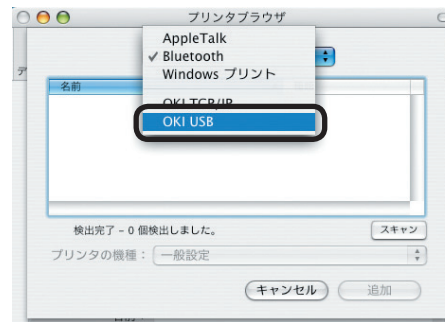 プリンタブラウザ
AppleTalk
✓ Bluetooth
Windows プリント
OKI TCP/IP
OKI USB
名前
検出完了 – 0 個検出しました。
スキャン
プリンタの機種： 一般設定
キャンセル
追加